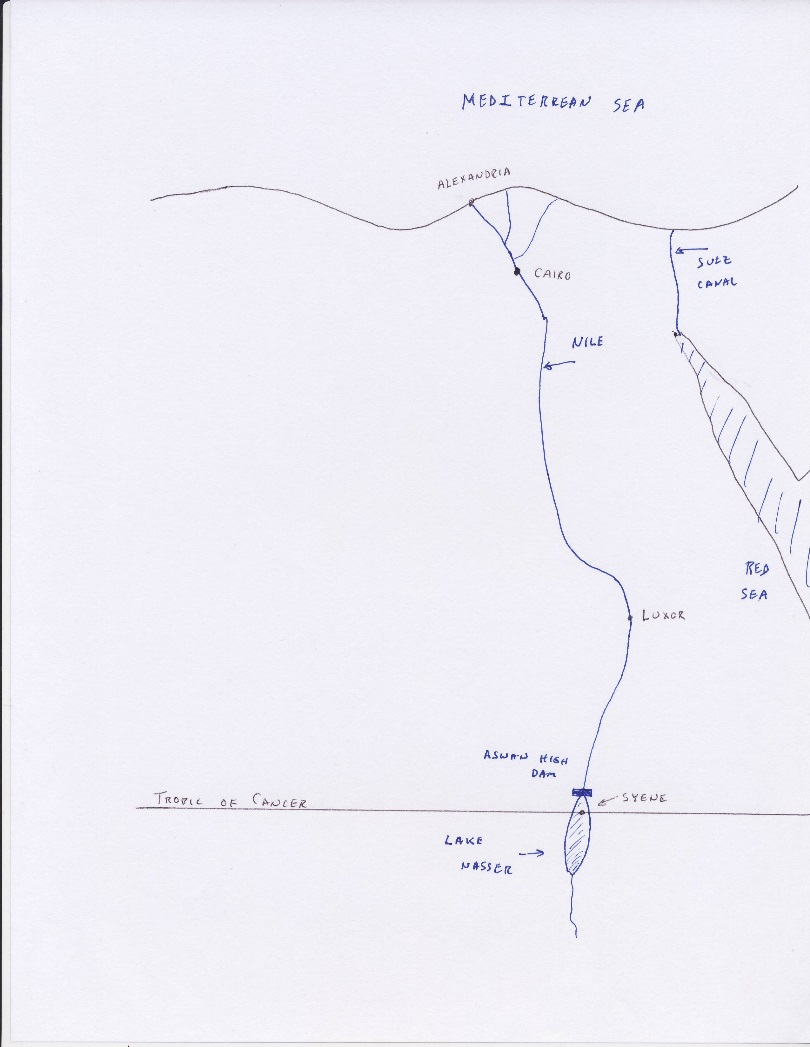 MEDITERREAN SEA
ALEXANDRIA
CAIRO
SUEZ
CANAL
NILE
RED
SEA
LUXOR
ASWAN HIGH
DAM
TROPIC OF CANCER
SYENE
LAKE
NASSER